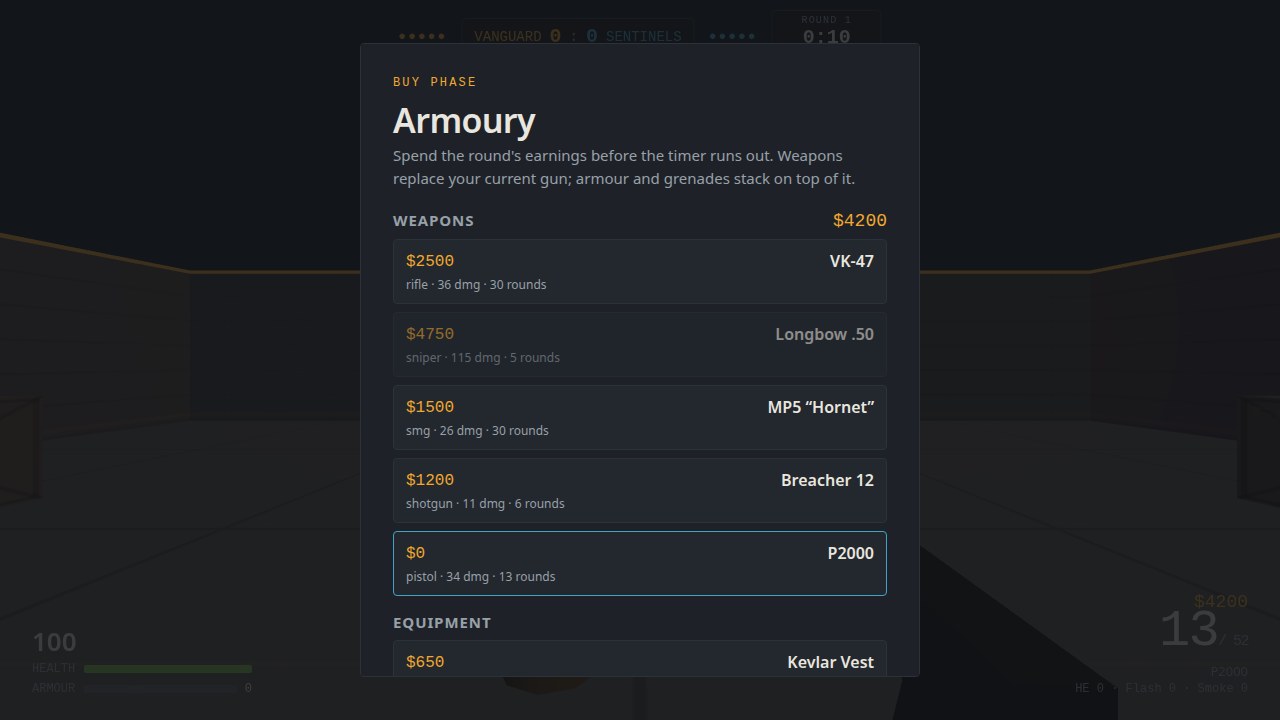 ROUND 1
VANGUARD 0 : 0 SENTINELS
0:10
BUY PHASE
Armoury
Spend the round's earnings before the timer runs out. Weapons
replace your current gun; armour and grenades stack on top of it.
WEAPONS $4200
$2500 VK-47
rifle · 36 dmg · 30 rounds
$4750 Longbow .50
sniper · 115 dmg · 5 rounds
$1500 MP5 “Hornet”
smg · 26 dmg · 30 rounds
$1200 Breacher 12
shotgun · 11 dmg · 6 rounds
$0 P2000
pistol · 34 dmg · 13 rounds
EQUIPMENT
$650 Kevlar Vest
100
HEALTH
ARMOUR 0
$4200
13 / 52
P2000
HE 0 · Flash 0 · Smoke 0